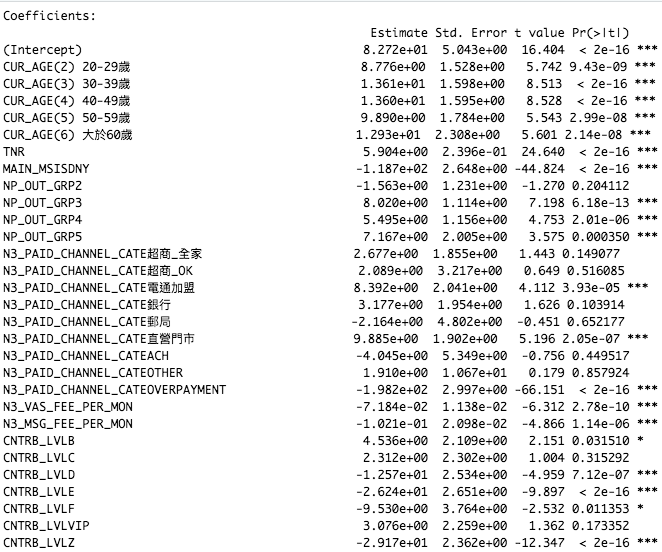 Coefficients:
Estimate Std. Error t value Pr(>|t|)
(Intercept) 8.272e+01 5.043e+00 16.404 < 2e-16 ***
CUR_AGE(2) 20-29歲 8.776e+00 1.528e+00 5.742 9.43e-09 ***
CUR_AGE(3) 30-39歲 1.361e+01 1.598e+00 8.513 < 2e-16 ***
CUR_AGE(4) 40-49歲 1.360e+01 1.595e+00 8.528 < 2e-16 ***
CUR_AGE(5) 50-59歲 9.890e+00 1.784e+00 5.543 2.99e-08 ***
CUR_AGE(6) 大於60歲 1.293e+01 2.308e+00 5.601 2.14e-08 ***
TNR 5.904e+00 2.396e-01 24.640 < 2e-16 ***
MAIN_MSISDNY -1.187e+02 2.648e+00 -44.824 < 2e-16 ***
NP_OUT_GRP2 -1.563e+00 1.231e+00 -1.270 0.204112
NP_OUT_GRP3 8.020e+00 1.114e+00 7.198 6.18e-13 ***
NP_OUT_GRP4 5.495e+00 1.156e+00 4.753 2.01e-06 ***
NP_OUT_GRP5 7.167e+00 2.005e+00 3.575 0.000350 ***
N3_PAID_CHANNEL_CATE超商_全家 2.677e+00 1.855e+00 1.443 0.149077
N3_PAID_CHANNEL_CATE超商_OK 2.089e+00 3.217e+00 0.649 0.516085
N3_PAID_CHANNEL_CATE電通加盟 8.392e+00 2.041e+00 4.112 3.93e-05 ***
N3_PAID_CHANNEL_CATE銀行 3.177e+00 1.954e+00 1.626 0.103914
N3_PAID_CHANNEL_CATE郵局 -2.164e+00 4.802e+00 -0.451 0.652177
N3_PAID_CHANNEL_CATE直營門市 9.885e+00 1.902e+00 5.196 2.05e-07 ***
N3_PAID_CHANNEL_CATEACH -4.045e+00 5.349e+00 -0.756 0.449517
N3_PAID_CHANNEL_CATEOTHER 1.910e+00 1.067e+01 0.179 0.857924
N3_PAID_CHANNEL_CATEOVERPAYMENT -1.982e+02 2.997e+00 -66.151 < 2e-16 ***
N3_VAS_FEE_PER_MON -7.184e-02 1.138e-02 -6.312 2.78e-10 ***
N3_MSG_FEE_PER_MON -1.021e-01 2.098e-02 -4.866 1.14e-06 ***
CNTRB_LVLB 4.536e+00 2.109e+00 2.151 0.031510 *
CNTRB_LVLC 2.312e+00 2.302e+00 1.004 0.315292
CNTRB_LVLD -1.257e+01 2.534e+00 -4.959 7.12e-07 ***
CNTRB_LVLE -2.624e+01 2.651e+00 -9.897 < 2e-16 ***
CNTRB_LVLF -9.530e+00 3.764e+00 -2.532 0.011353 *
CNTRB_LVLVIP 3.076e+00 2.259e+00 1.362 0.173352
CNTRB_LVLZ -2.917e+01 2.362e+00 -12.347 < 2e-16 ***